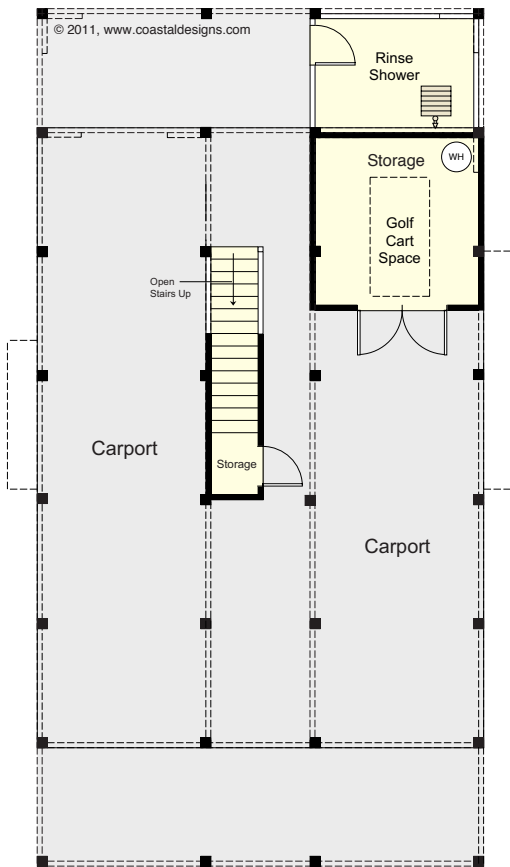 © 2011, www.coastaldesigns.com
Rinse
Shower
Storage
WH
Golf
Cart
Space
Open
Stairs Up
Carport
Storage
Carport